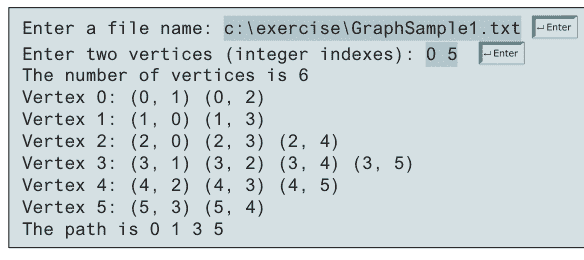 Enter a file name: c:\exercise\GraphSample1.txt ↵Enter
Enter two vertices (integer indexes): 0 5 ↵Enter
The number of vertices is 6
Vertex 0: (0, 1) (0, 2)
Vertex 1: (1, 0) (1, 3)
Vertex 2: (2, 0) (2, 3) (2, 4)
Vertex 3: (3, 1) (3, 2) (3, 4) (3, 5)
Vertex 4: (4, 2) (4, 3) (4, 5)
Vertex 5: (5, 3) (5, 4)
The path is 0 1 3 5